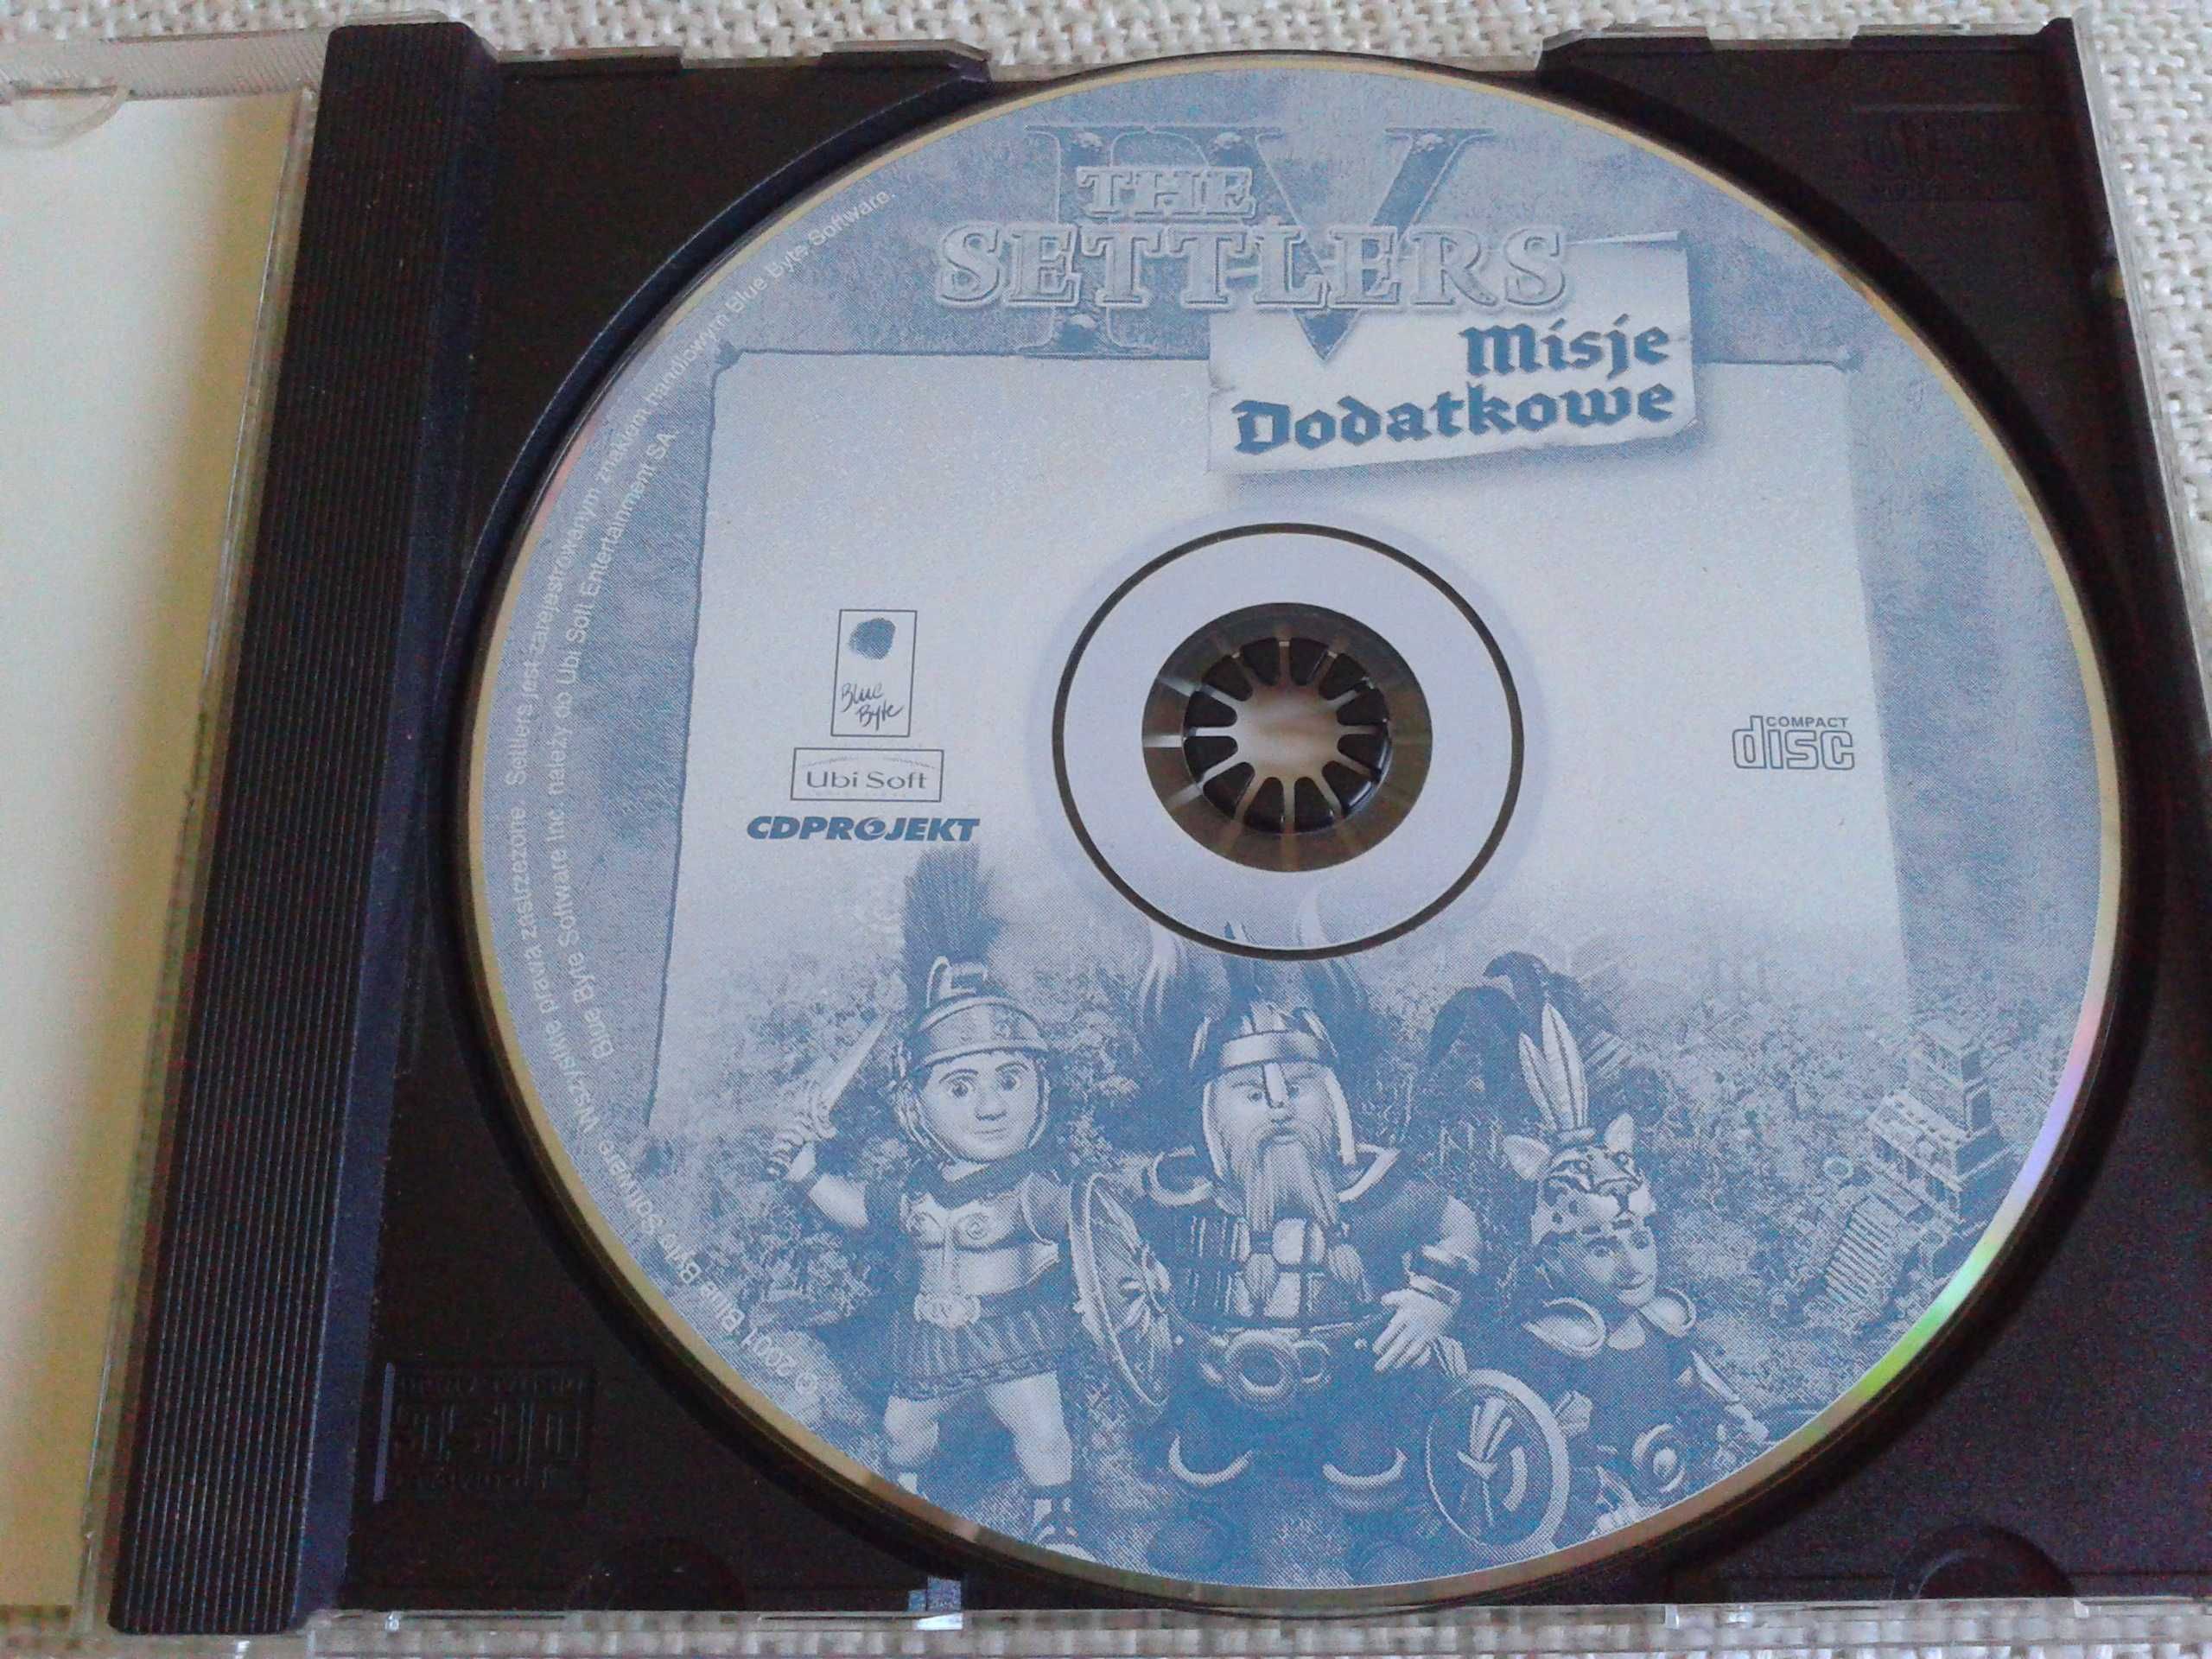 IV
THE
SETTLERS
Misje
Dodatkowe
Blue
Byte
Ubi Soft
CDPROJEKT
COMPACT
disc
© 2001 Blue Byte Software. Wszystkie prawa zastrzeżone. Settlers jest zarejestrowanym znakiem handlowym Blue Byte Software.
Blue Byte Software Inc. należy do Ubi Soft Entertainment SA.